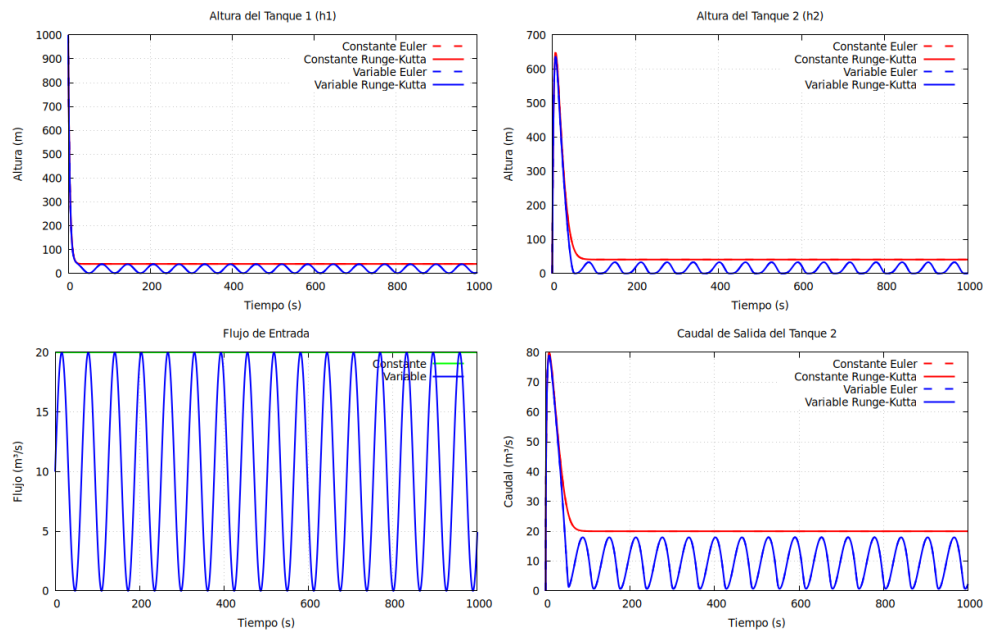 Altura del Tanque 1 (h1)
1000
900
800
700
600
500
400
300
200
100
0
Altura (m)
Constante Euler
Constante Runge-Kutta
Variable Euler
Variable Runge-Kutta
0 200 400 600 800 1000
Tiempo (s)
Altura del Tanque 2 (h2)
700
600
500
400
300
200
100
0
Altura (m)
Constante Euler
Constante Runge-Kutta
Variable Euler
Variable Runge-Kutta
0 200 400 600 800 1000
Tiempo (s)
Flujo de Entrada
20
15
10
5
0
Flujo (m³/s)
Constante
Variable
0 200 400 600 800 1000
Tiempo (s)
Caudal de Salida del Tanque 2
80
70
60
50
40
30
20
10
0
Caudal (m³/s)
Constante Euler
Constante Runge-Kutta
Variable Euler
Variable Runge-Kutta
0 200 400 600 800 1000
Tiempo (s)